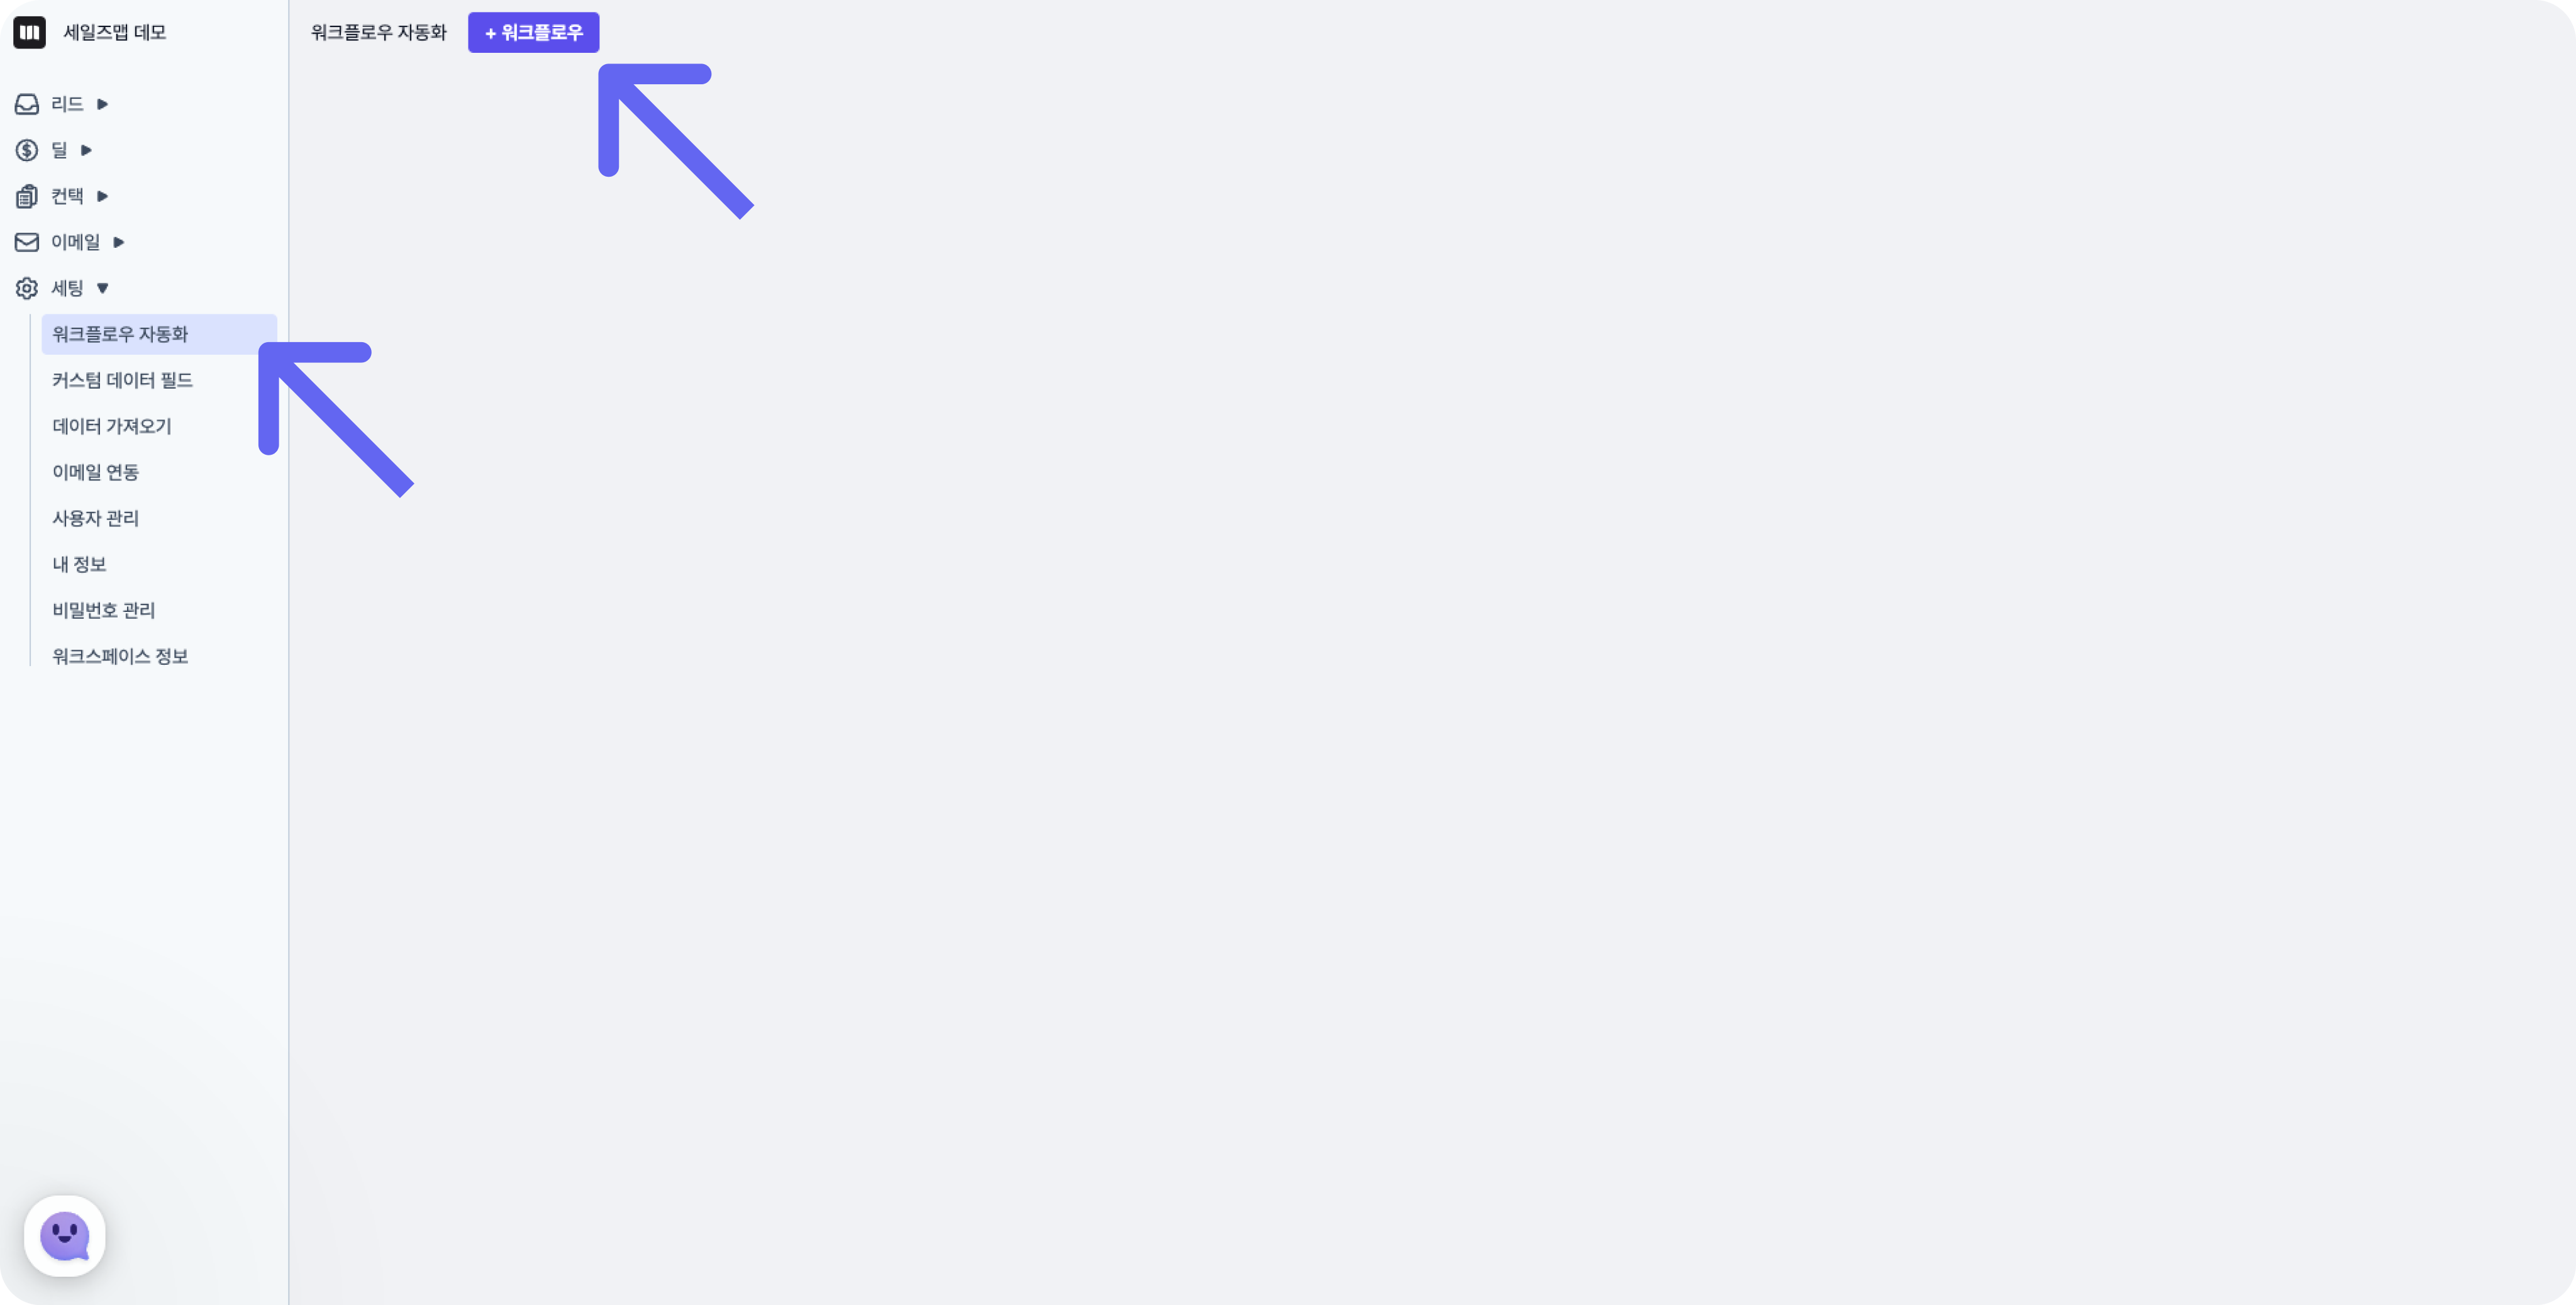 세일즈맵 데모
워크플로우 자동화
+ 워크플로우
리드
딜
컨택
이메일
세팅
워크플로우 자동화
커스텀 데이터 필드
데이터 가져오기
이메일 연동
사용자 관리
내 정보
비밀번호 관리
워크스페이스 정보